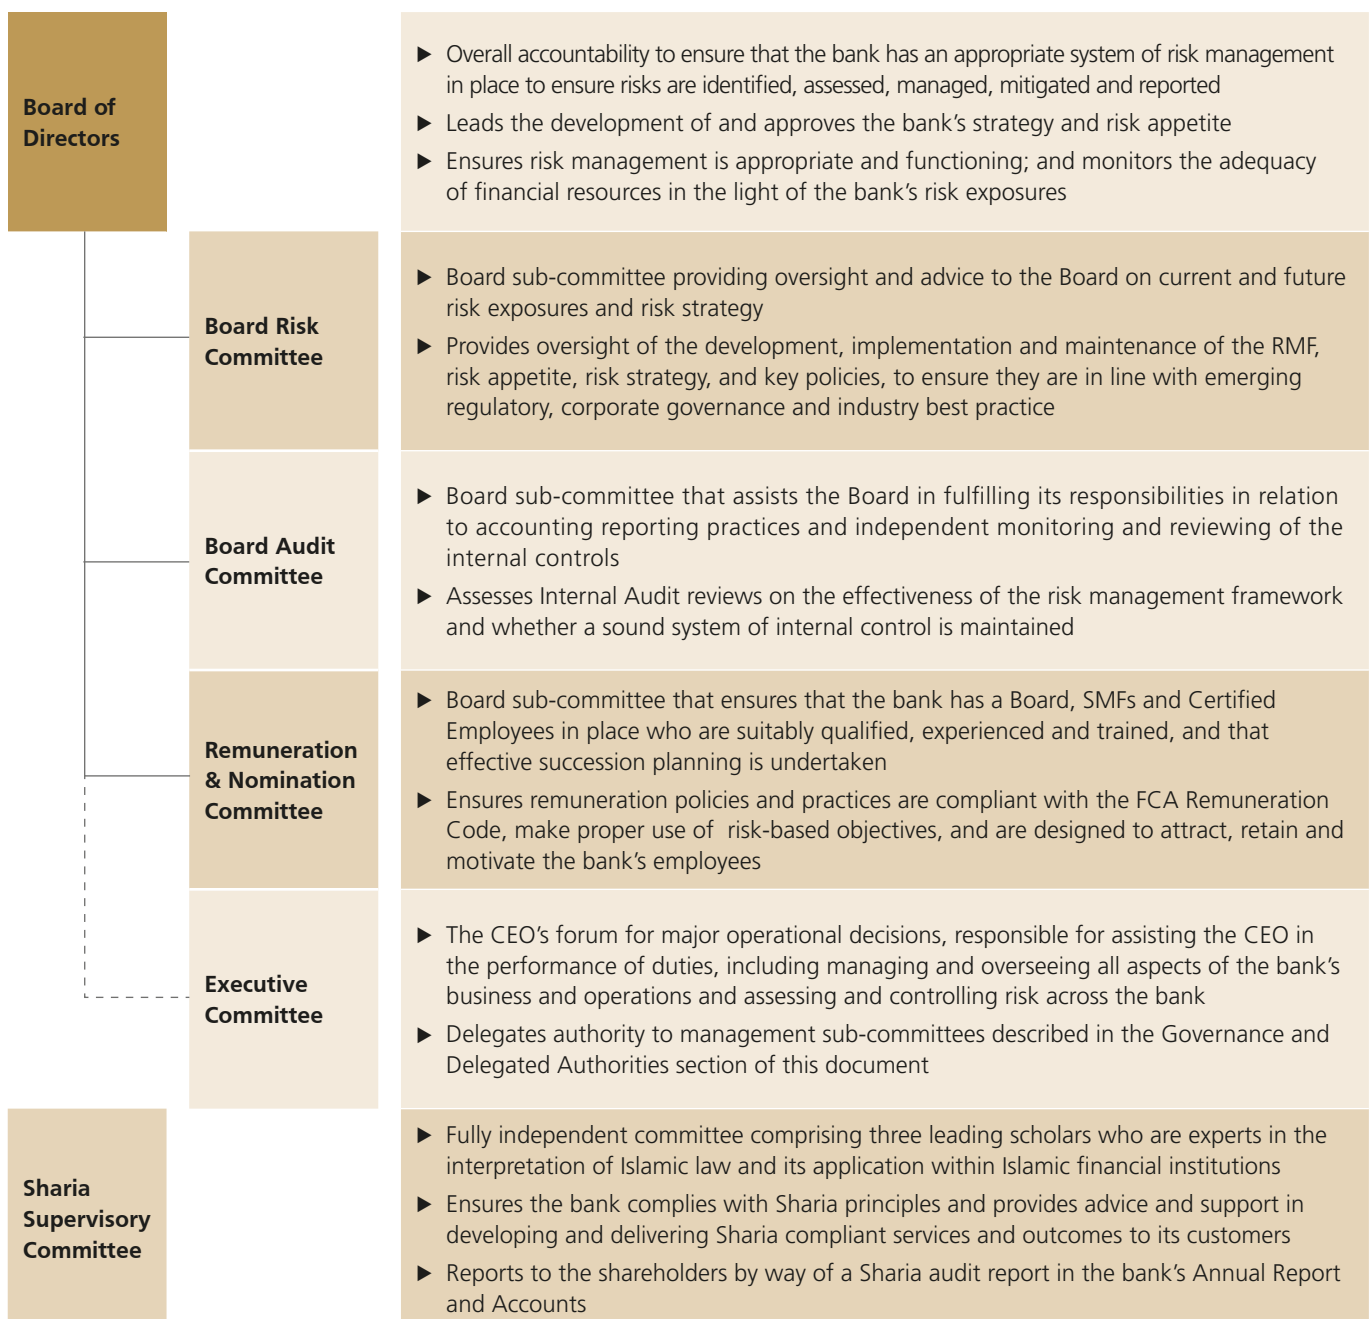 Board of
Directors
▶ Overall accountability to ensure that the bank has an appropriate system of risk management
in place to ensure risks are identified, assessed, managed, mitigated and reported
▶ Leads the development of and approves the bank’s strategy and risk appetite
▶ Ensures risk management is appropriate and functioning; and monitors the adequacy
of financial resources in the light of the bank’s risk exposures
Board Risk
Committee
▶ Board sub-committee providing oversight and advice to the Board on current and future
risk exposures and risk strategy
▶ Provides oversight of the development, implementation and maintenance of the RMF,
risk appetite, risk strategy, and key policies, to ensure they are in line with emerging
regulatory, corporate governance and industry best practice
Board Audit
Committee
▶ Board sub-committee that assists the Board in fulfilling its responsibilities in relation
to accounting reporting practices and independent monitoring and reviewing of the
internal controls
▶ Assesses Internal Audit reviews on the effectiveness of the risk management framework
and whether a sound system of internal control is maintained
Remuneration
& Nomination
Committee
▶ Board sub-committee that ensures that the bank has a Board, SMFs and Certified
Employees in place who are suitably qualified, experienced and trained, and that
effective succession planning is undertaken
▶ Ensures remuneration policies and practices are compliant with the FCA Remuneration
Code, make proper use of risk-based objectives, and are designed to attract, retain and
motivate the bank’s employees
Executive
Committee
▶ The CEO’s forum for major operational decisions, responsible for assisting the CEO in
the performance of duties, including managing and overseeing all aspects of the bank’s
business and operations and assessing and controlling risk across the bank
▶ Delegates authority to management sub-committees described in the Governance and
Delegated Authorities section of this document
Sharia
Supervisory
Committee
▶ Fully independent committee comprising three leading scholars who are experts in the
interpretation of Islamic law and its application within Islamic financial institutions
▶ Ensures the bank complies with Sharia principles and provides advice and support in
developing and delivering Sharia compliant services and outcomes to its customers
▶ Reports to the shareholders by way of a Sharia audit report in the bank’s Annual Report
and Accounts